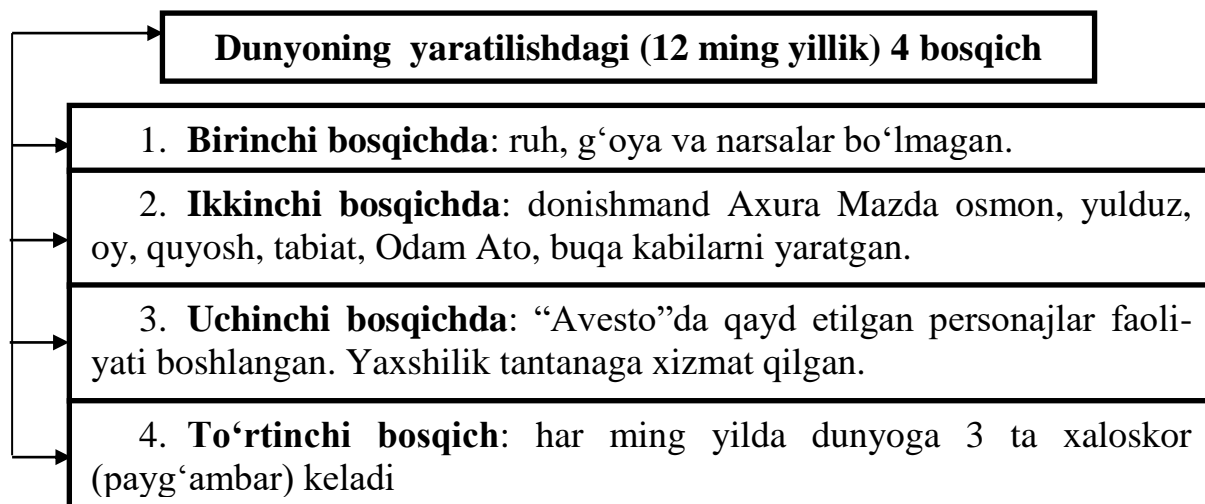 Dunyoning yaratilishdagi (12 ming yillik) 4 bosqich
1. Birinchi bosqichda: ruh, g‘oya va narsalar bo‘lmagan.
2. Ikkinchi bosqichda: donishmand Axura Mazda osmon, yulduz,
oy, quyosh, tabiat, Odam Ato, buqa kabilarni yaratgan.
3. Uchinchi bosqichda: “Avesto”da qayd etilgan personajlar faoli-
yati boshlangan. Yaxshilik tantanaga xizmat qilgan.
4. To‘rtinchi bosqich: har ming yilda dunyoga 3 ta xaloskor
(payg‘ambar) keladi